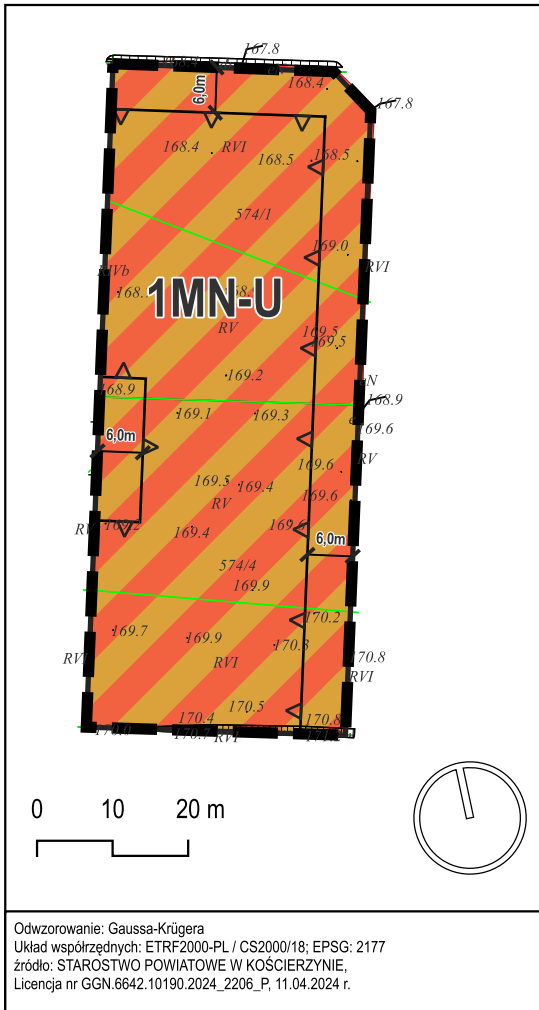 167.8
6,0m
168.4
167.8
168.4
RVI
168.5
168.5
574/1
169.0
RVI
RIVb
1MN-U
RV
169.5
169.5
169.2
168.9
169.1
169.3
168.9
169.6
6,0m
RV
169.6
169.5
169.4
169.6
RV
RV
169.4
6,0m
574/4
169.9
170.2
169.7
169.9
170.3
RVI
RVI
170.8
RVI
170.5
170.4
170.8
RVI
0 10 20 m
Odwzorowanie: Gaussa-Krügera
Układ współrzędnych: ETRF2000-PL / CS2000/18; EPSG: 2177
źródło: STAROSTWO POWIATOWE W KOŚCIERZYNIE,
Licencja nr GGN.6642.10190.2024_2206_P, 11.04.2024 r.